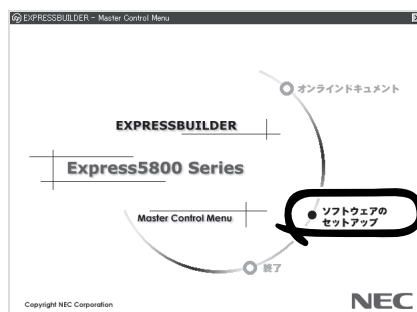 EXPRESSBUILDER - Master Control Menu
オンラインドキュメント
EXPRESSBUILDER
Express5800 Series
ソフトウェアの
セットアップ
Master Control Menu
終了
Copyright NEC Corporation
NEC